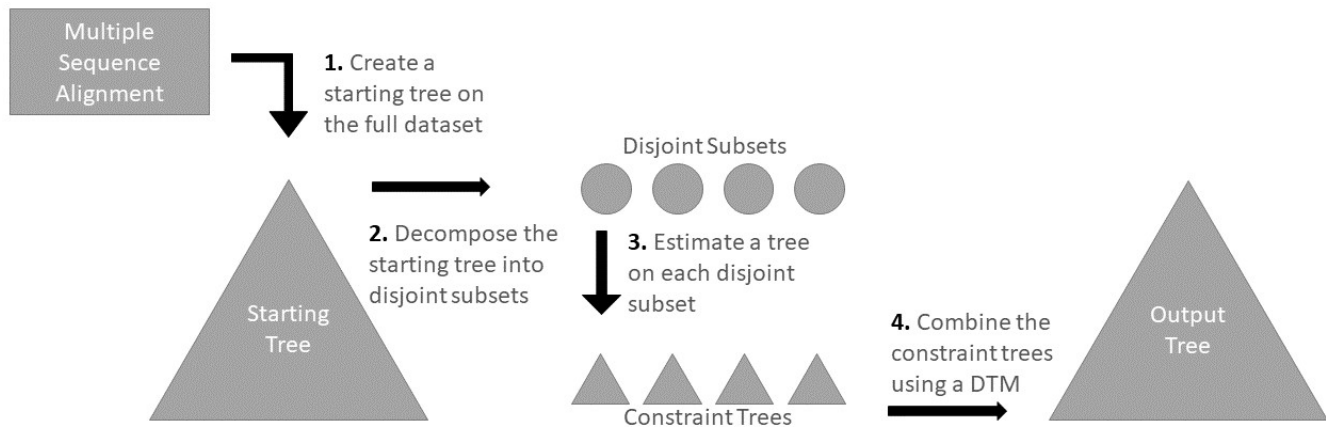 Multiple
Sequence
Alignment
1. Create a
starting tree on
the full dataset
Starting
Tree
2. Decompose the
starting tree into
disjoint subsets
Disjoint Subsets
3. Estimate a tree
on each disjoint
subset
Constraint Trees
4. Combine the
constraint trees
using a DTM
Output
Tree